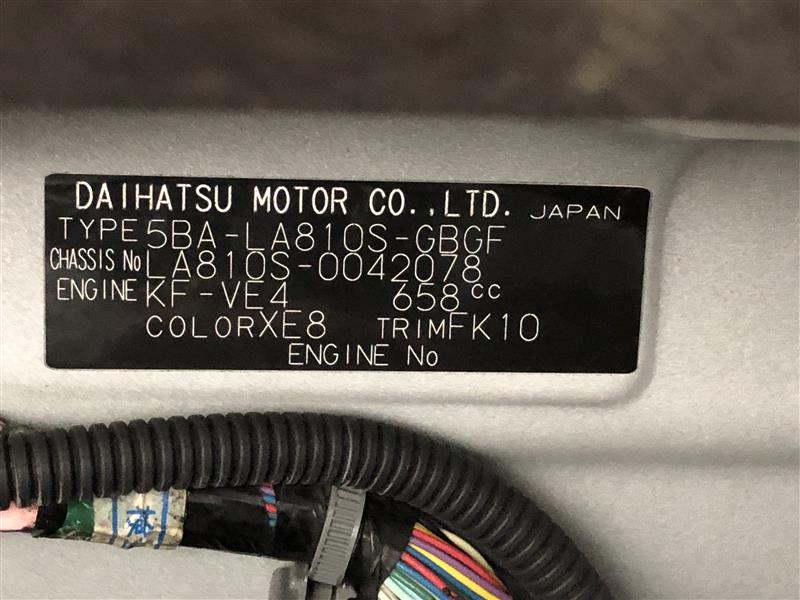 DAIHATSU MOTOR CO.,LTD. JAPAN
TYPE 5BA-LA810S-GBGF
CHASSIS No LA810S-0042078
ENGINE KF-VE4 658cc
COLOR XE8 TRIM FK10
ENGINE No